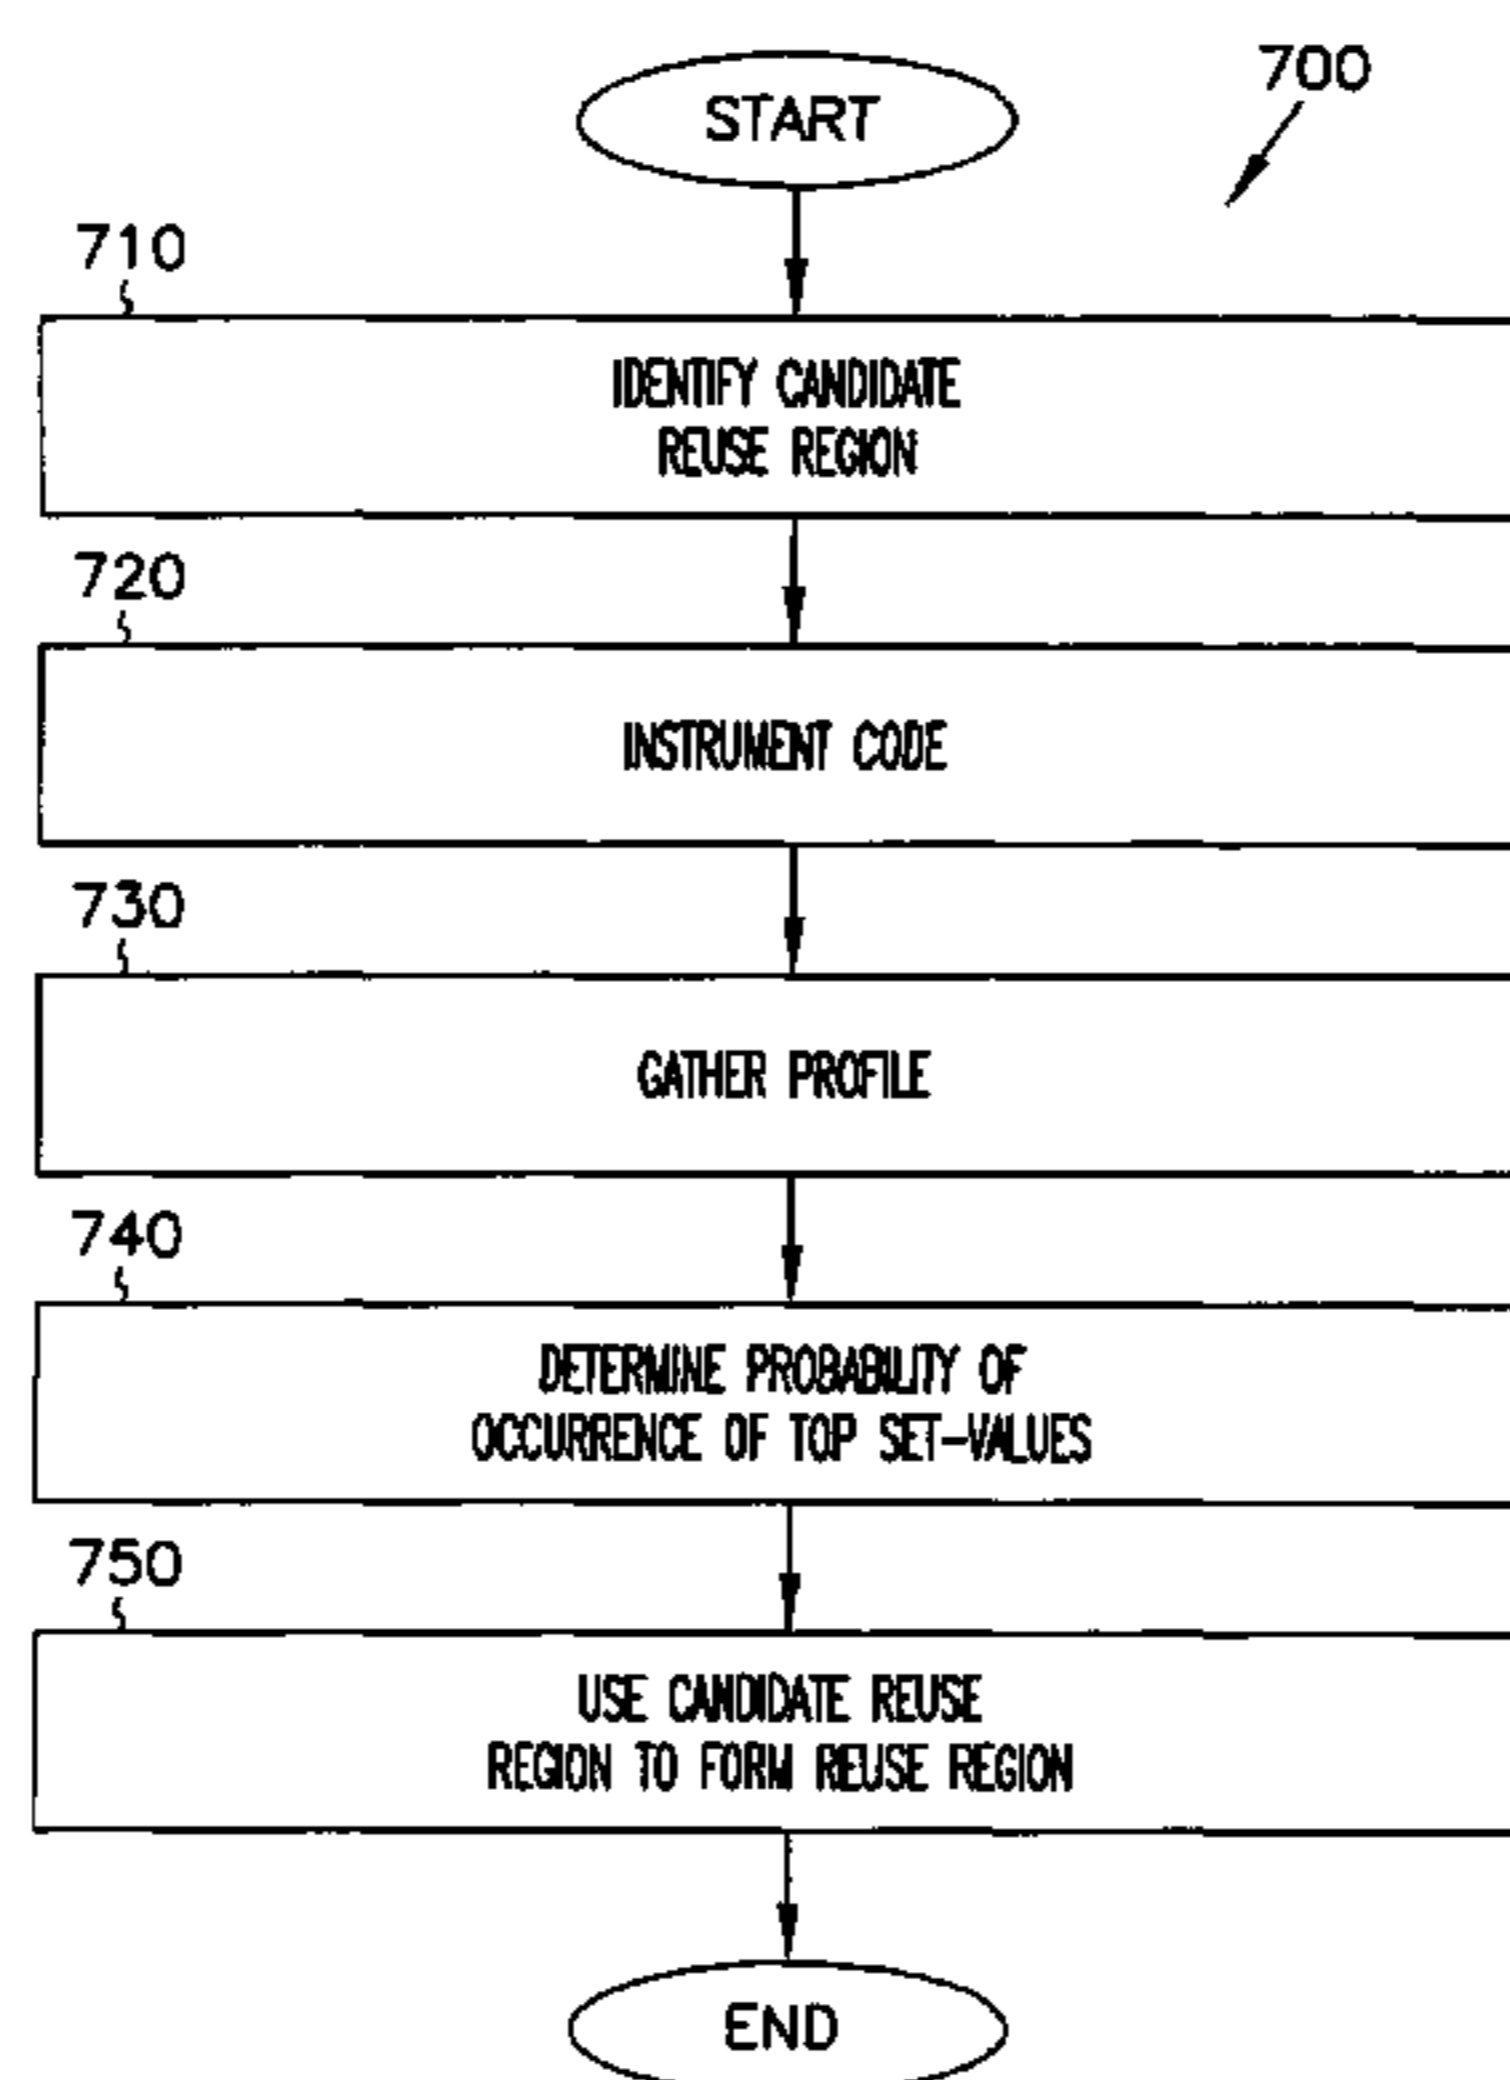 START
700
710
IDENTIFY CANDIDATE
REUSE REGION
720
INSTRUMENT CODE
730
GATHER PROFILE
740
DETERMINE PROBABILITY OF
OCCURRENCE OF TOP SET-VALUES
750
USE CANDIDATE REUSE
REGION TO FORM REUSE REGION
END